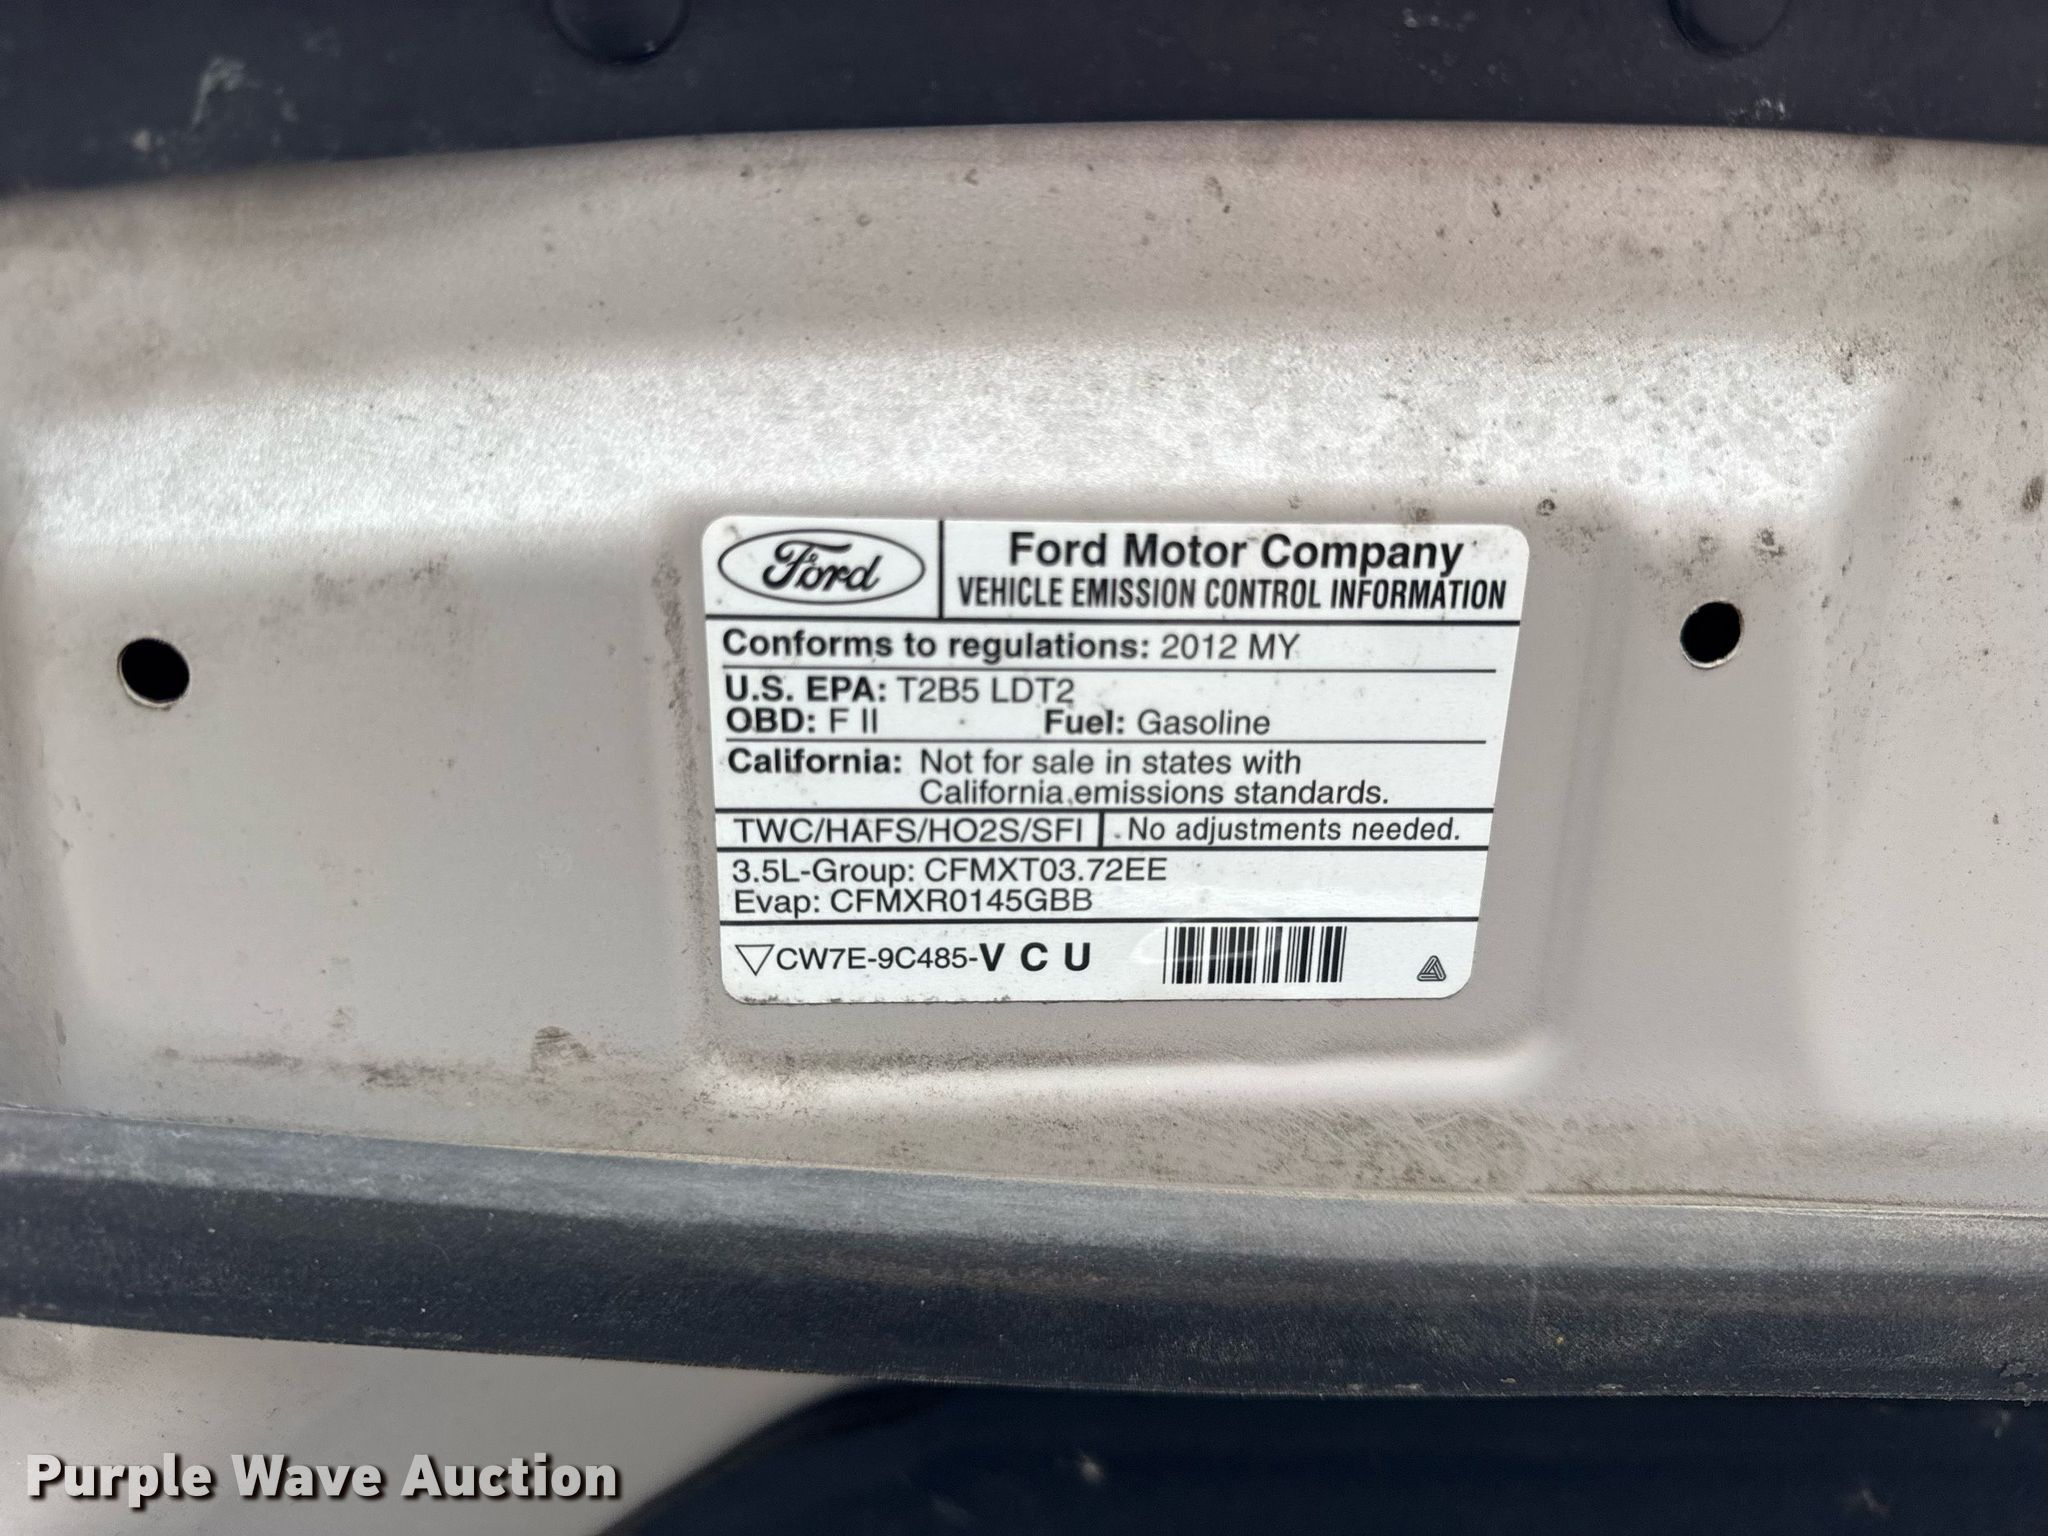 Ford
Ford Motor Company
VEHICLE EMISSION CONTROL INFORMATION
Conforms to regulations: 2012 MY
U.S. EPA: T2B5 LDT2
OBD: F II Fuel: Gasoline
California: Not for sale in states with
California emissions standards.
TWC/HAFS/HO2S/SFI No adjustments needed.
3.5L-Group: CFMXT03.72EE
Evap: CFMXR0145GBB
CW7E-9C485-V C U
Purple Wave Auction